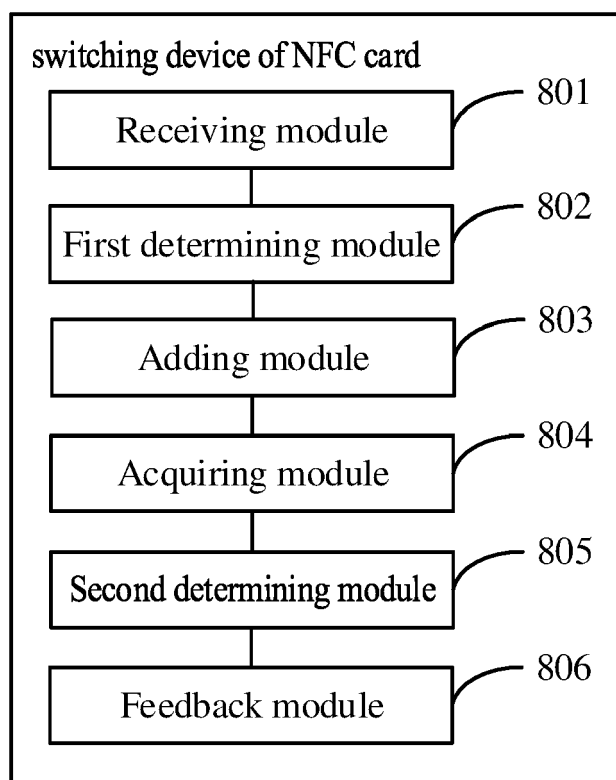 switching device of NFC card
801
Receiving module
802
First determining module
803
Adding module
804
Acquiring module
805
Second determining module
806
Feedback module